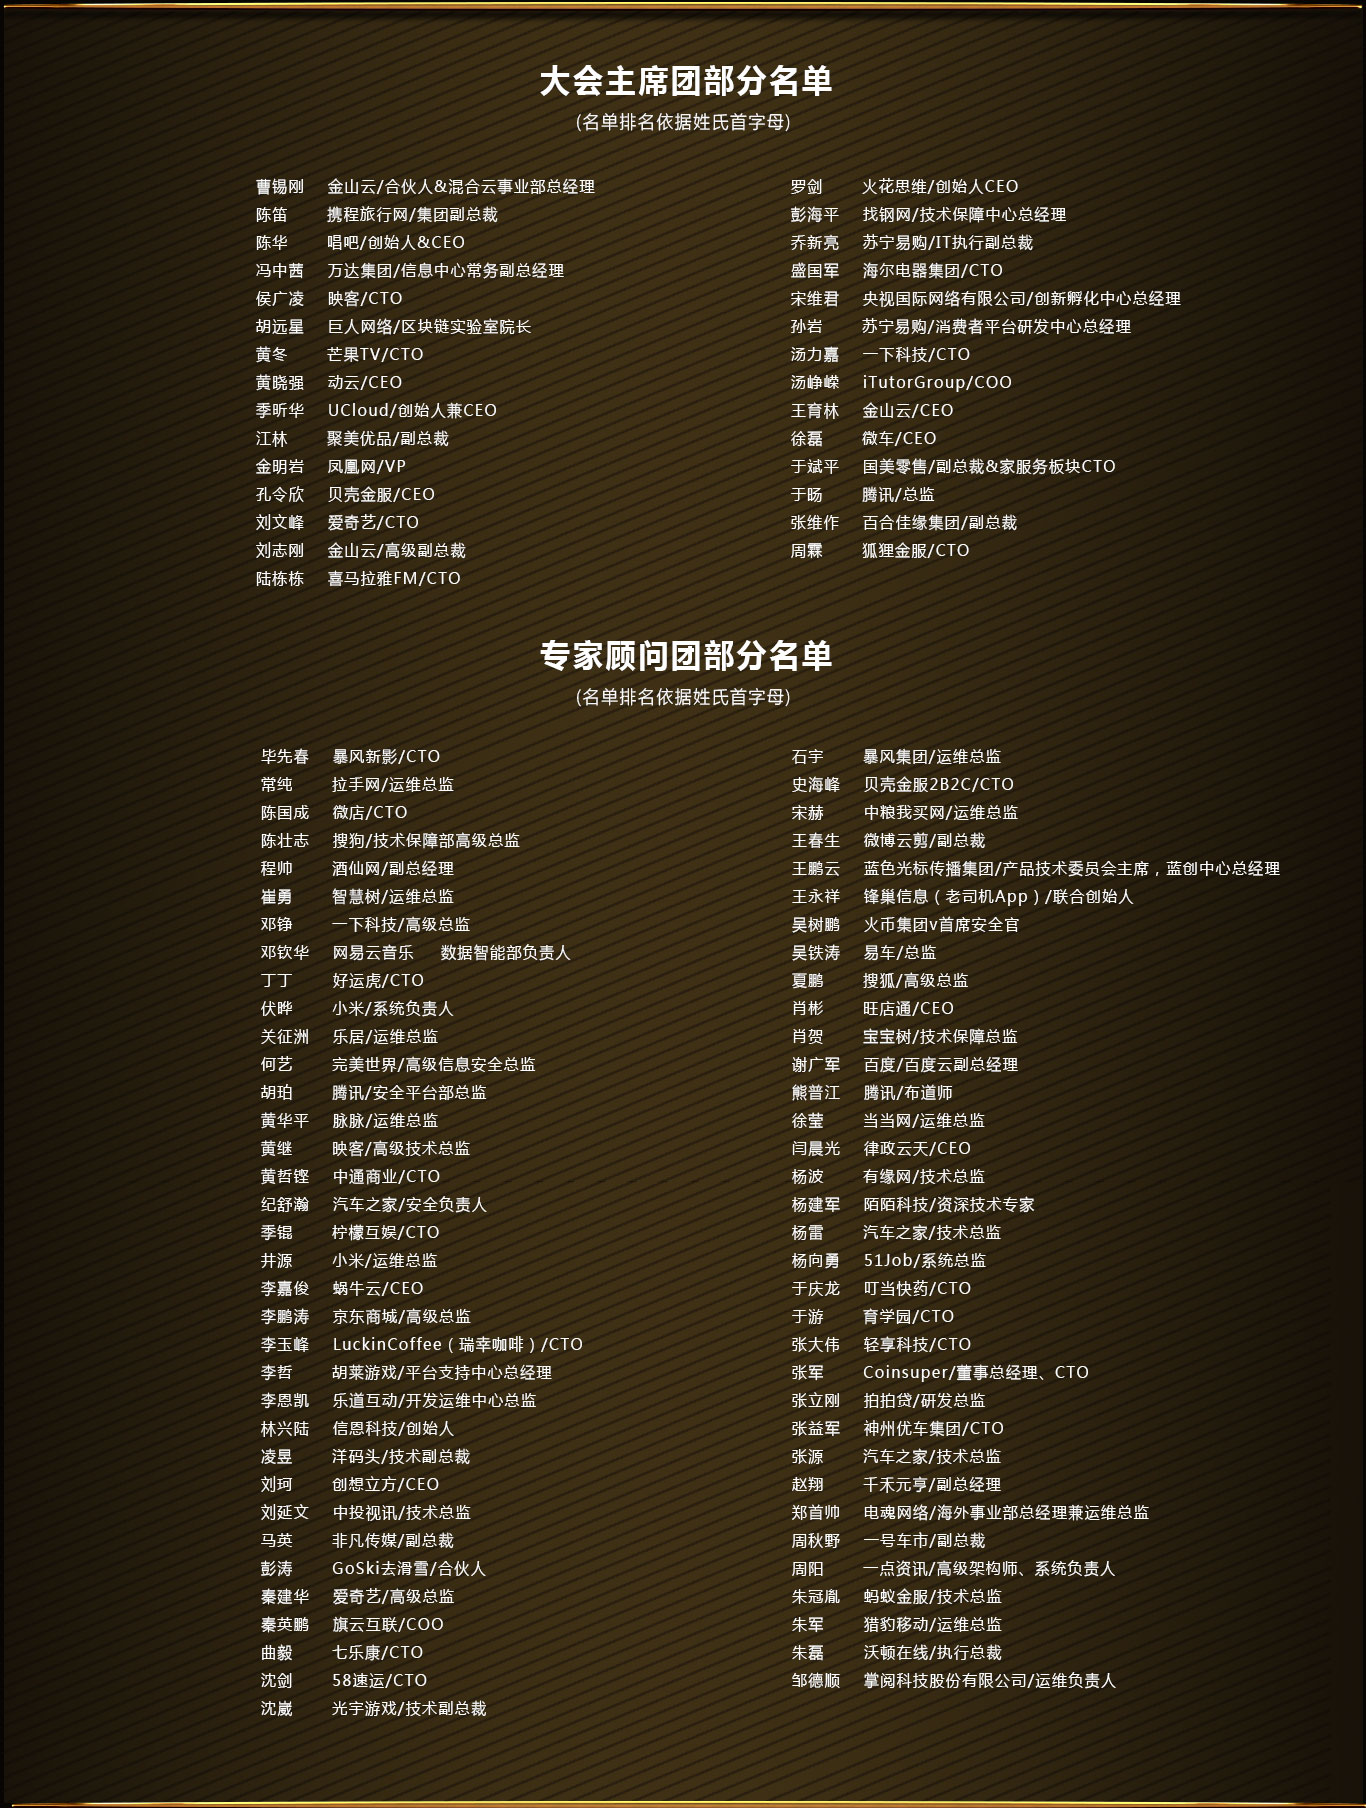 大会主席团部分名单
(名单排名依据姓氏首字母)
曹锡刚 金山云/合伙人&混合云事业部总经理
陈笛 携程旅行网/集团副总裁
陈华 唱吧/创始人&CEO
冯中茜 万达集团/信息中心常务副总经理
侯广凌 映客/CTO
胡远星 巨人网络/区块链实验室院长
黄冬 芒果TV/CTO
黄晓强 动云/CEO
季昕华 UCloud/创始人兼CEO
江林 聚美优品/副总裁
金明岩 凤凰网/VP
孔令欣 贝壳金服/CEO
刘文峰 爱奇艺/CTO
刘志刚 金山云/高级副总裁
陆栋栋 喜马拉雅FM/CTO
罗剑 火花思维/创始人CEO
彭海平 找钢网/技术保障中心总经理
乔新亮 苏宁易购/IT执行副总裁
盛国军 海尔电器集团/CTO
宋维君 央视国际网络有限公司/创新孵化中心总经理
孙岩 苏宁易购/消费者平台研发中心总经理
汤力嘉 一下科技/CTO
汤峥嵘 iTutorGroup/COO
王育林 金山云/CEO
徐磊 微车/CEO
于斌平 国美零售/副总裁&家服务板块CTO
于旸 腾讯/总监
张维作 百合佳缘集团/副总裁
周霖 狐狸金服/CTO
专家顾问团部分名单
(名单排名依据姓氏首字母)
毕先春 暴风新影/CTO
常纯 拉手网/运维总监
陈国成 微店/CTO
陈壮志 搜狗/技术保障部高级总监
程帅 酒仙网/副总经理
崔勇 智慧树/运维总监
邓铮 一下科技/高级总监
邓钦华 网易云音乐 数据智能部负责人
丁丁 好运虎/CTO
伏晔 小米/系统负责人
关征洲 乐居/运维总监
何艺 完美世界/高级信息安全总监
胡珀 腾讯/安全平台部总监
黄华平 脉脉/运维总监
黄继 映客/高级技术总监
黄哲铿 中通商业/CTO
纪舒瀚 汽车之家/安全负责人
季锟 柠檬互娱/CTO
井源 小米/运维总监
李嘉俊 蜗牛云/CEO
李鹏涛 京东商城/高级总监
李玉峰 LuckinCoffee（瑞幸咖啡）/CTO
李哲 胡莱游戏/平台支持中心总经理
李恩凯 乐道互动/开发运维中心总监
林兴陆 信恩科技/创始人
凌昱 洋码头/技术副总裁
刘珂 创想立方/CEO
刘延文 中投视讯/技术总监
马英 非凡传媒/副总裁
彭涛 GoSki去滑雪/合伙人
秦建华 爱奇艺/高级总监
秦英鹏 旗云互联/COO
曲毅 七乐康/CTO
沈剑 58速运/CTO
沈崴 光宇游戏/技术副总裁
石宇 暴风集团/运维总监
史海峰 贝壳金服2B2C/CTO
宋赫 中粮我买网/运维总监
王春生 微博云剪/副总裁
王鹏云 蓝色光标传播集团/产品技术委员会主席，蓝创中心总经理
王永祥 锋巢信息（老司机App）/联合创始人
吴树鹏 火币集团v首席安全官
吴铁涛 易车/总监
夏鹏 搜狐/高级总监
肖彬 旺店通/CEO
肖贺 宝宝树/技术保障总监
谢广军 百度/百度云副总经理
熊普江 腾讯/布道师
徐莹 当当网/运维总监
闫晨光 律政云天/CEO
杨波 有缘网/技术总监
杨建军 陌陌科技/资深技术专家
杨雷 汽车之家/技术总监
杨向勇 51Job/系统总监
于庆龙 叮当快药/CTO
于游 育学园/CTO
张大伟 轻享科技/CTO
张军 Coinsuper/董事总经理、CTO
张立刚 拍拍贷/研发总监
张益军 神州优车集团/CTO
张源 汽车之家/技术总监
赵翔 千禾元亨/副总经理
郑首帅 电魂网络/海外事业部总经理兼运维总监
周秋野 一号车市/副总裁
周阳 一点资讯/高级架构师、系统负责人
朱冠胤 蚂蚁金服/技术总监
朱军 猎豹移动/运维总监
朱磊 沃顿在线/执行总裁
邹德顺 掌阅科技股份有限公司/运维负责人